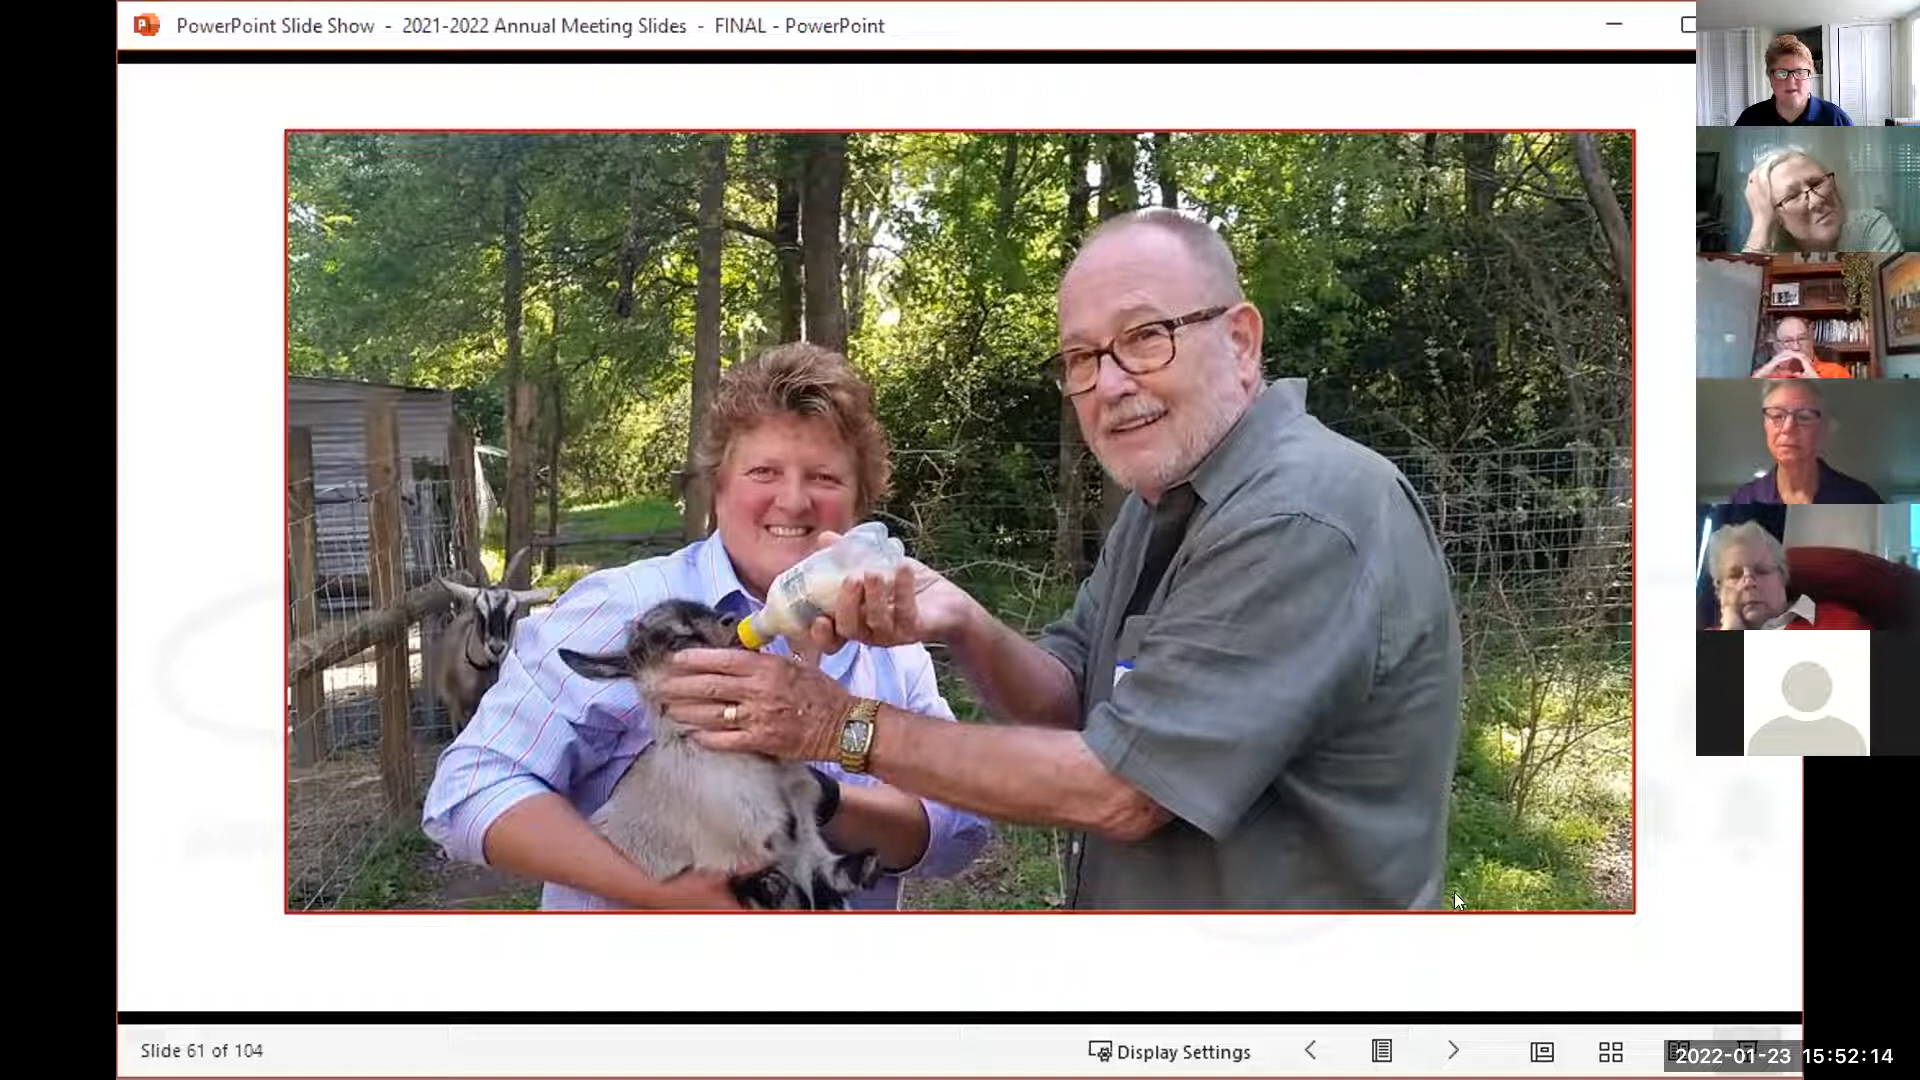 PowerPoint Slide Show - 2021-2022 Annual Meeting Slides - FINAL - PowerPoint
Slide 61 of 104
Display Settings
2022-01-23 15:52:14